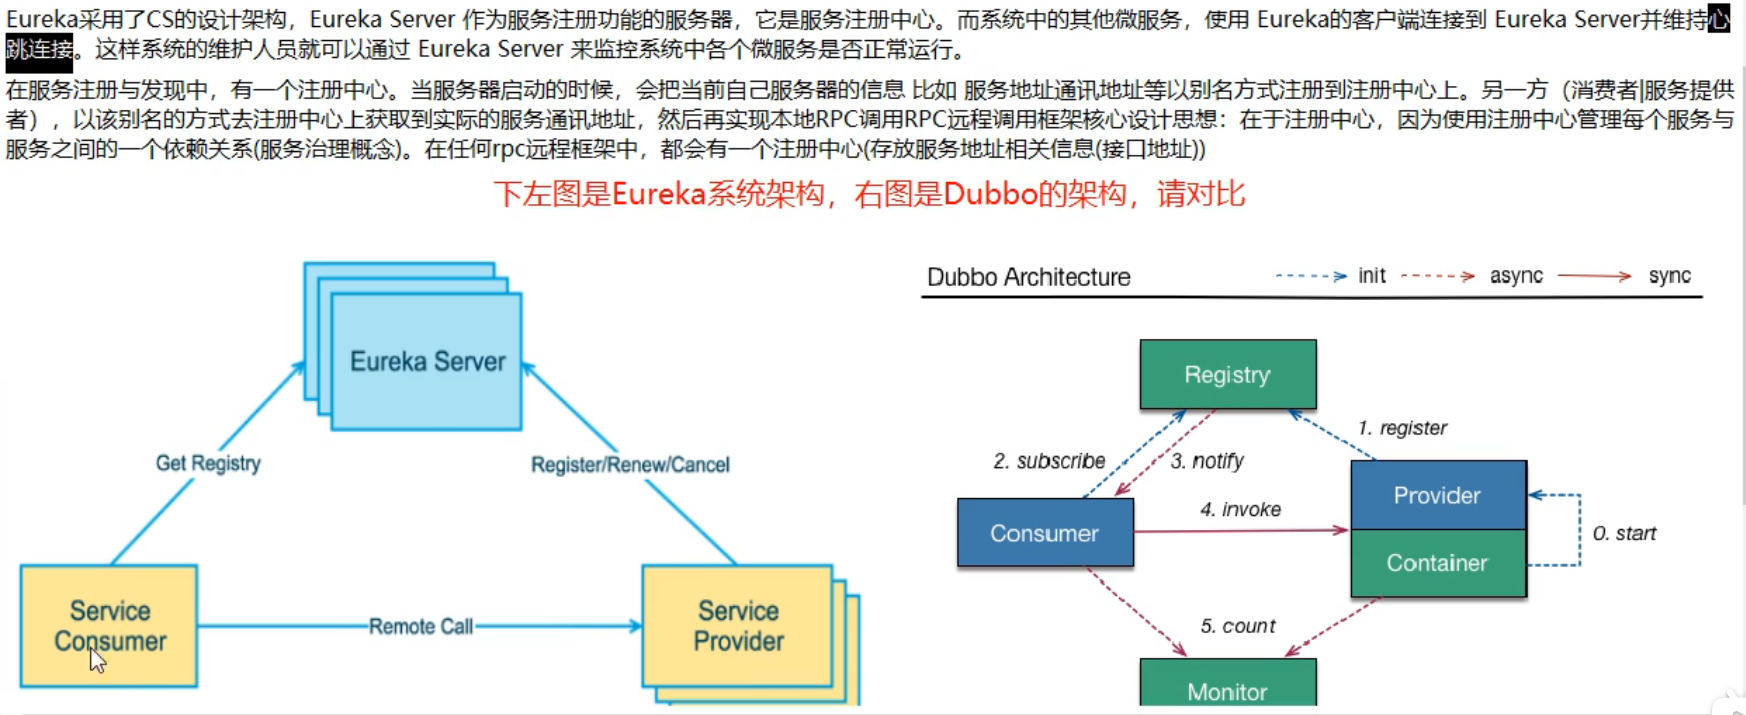 Eureka采用了CS的设计架构，Eureka Server 作为服务注册功能的服务器，它是服务注册中心。而系统中的其他微服务，使用 Eureka的客户端连接到 Eureka Server并维持心
跳连接。这样系统的维护人员就可以通过 Eureka Server 来监控系统中各个微服务是否正常运行。
在服务注册与发现中，有一个注册中心。当服务器启动的时候，会把当前自己服务器的信息 比如 服务地址通讯地址等以别名方式注册到注册中心上。另一方（消费者|服务提供
者），以该别名的方式去注册中心上获取到实际的服务通讯地址，然后再实现本地RPC调用RPC远程调用框架核心设计思想：在于注册中心，因为使用注册中心管理每个服务与
服务之间的一个依赖关系(服务治理概念)。在任何rpc远程框架中，都会有一个注册中心(存放服务地址相关信息(接口地址))
下左图是Eureka系统架构，右图是Dubbo的架构，请对比
Eureka Server
Get Registry
Register/Renew/Cancel
Service
Consumer
Remote Call
Service
Provider
Dubbo Architecture
init
async
sync
Registry
1. register
2. subscribe
3. notify
Provider
4. invoke
Consumer
0. start
Container
5. count
Monitor